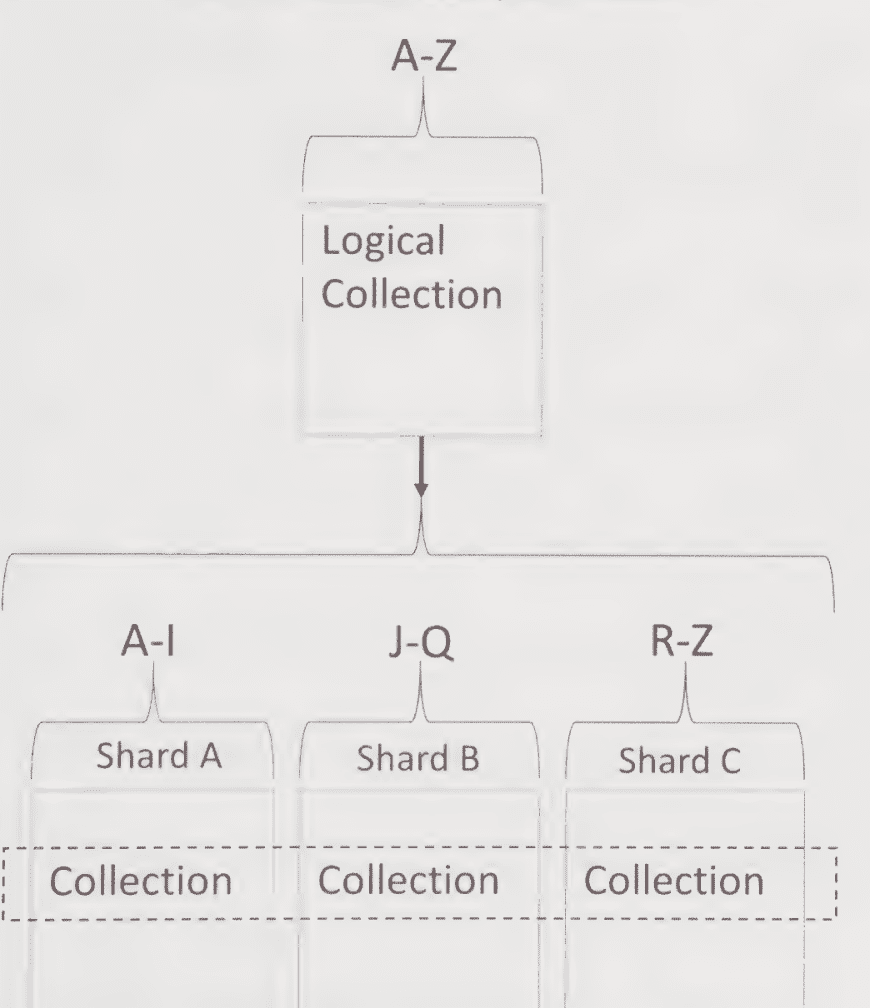 A-Z
Logical
Collection
A-I
J-Q
R-Z
Shard A
Shard B
Shard C
Collection
Collection
Collection